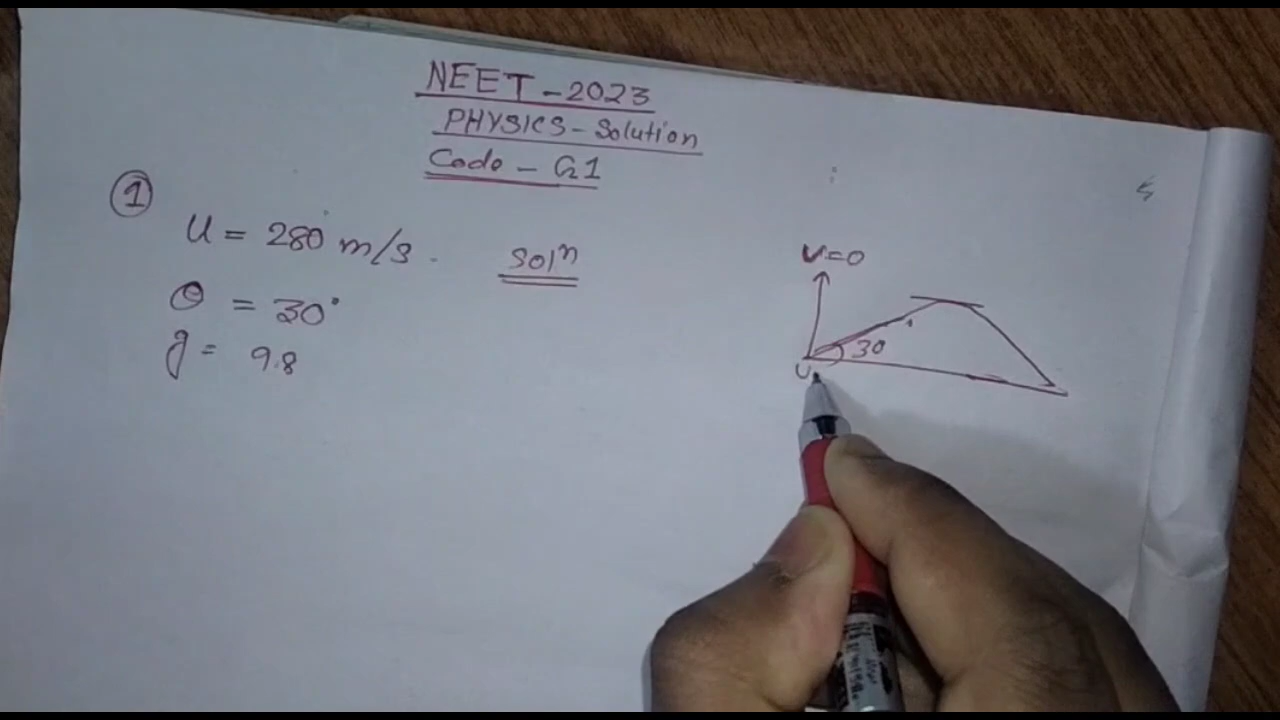 NEET-2023
PHYSICS-Solution
Code - G1
①
U = 280 m/s.
Solⁿ
θ = 30°
g = 9.8
V=0
30
U